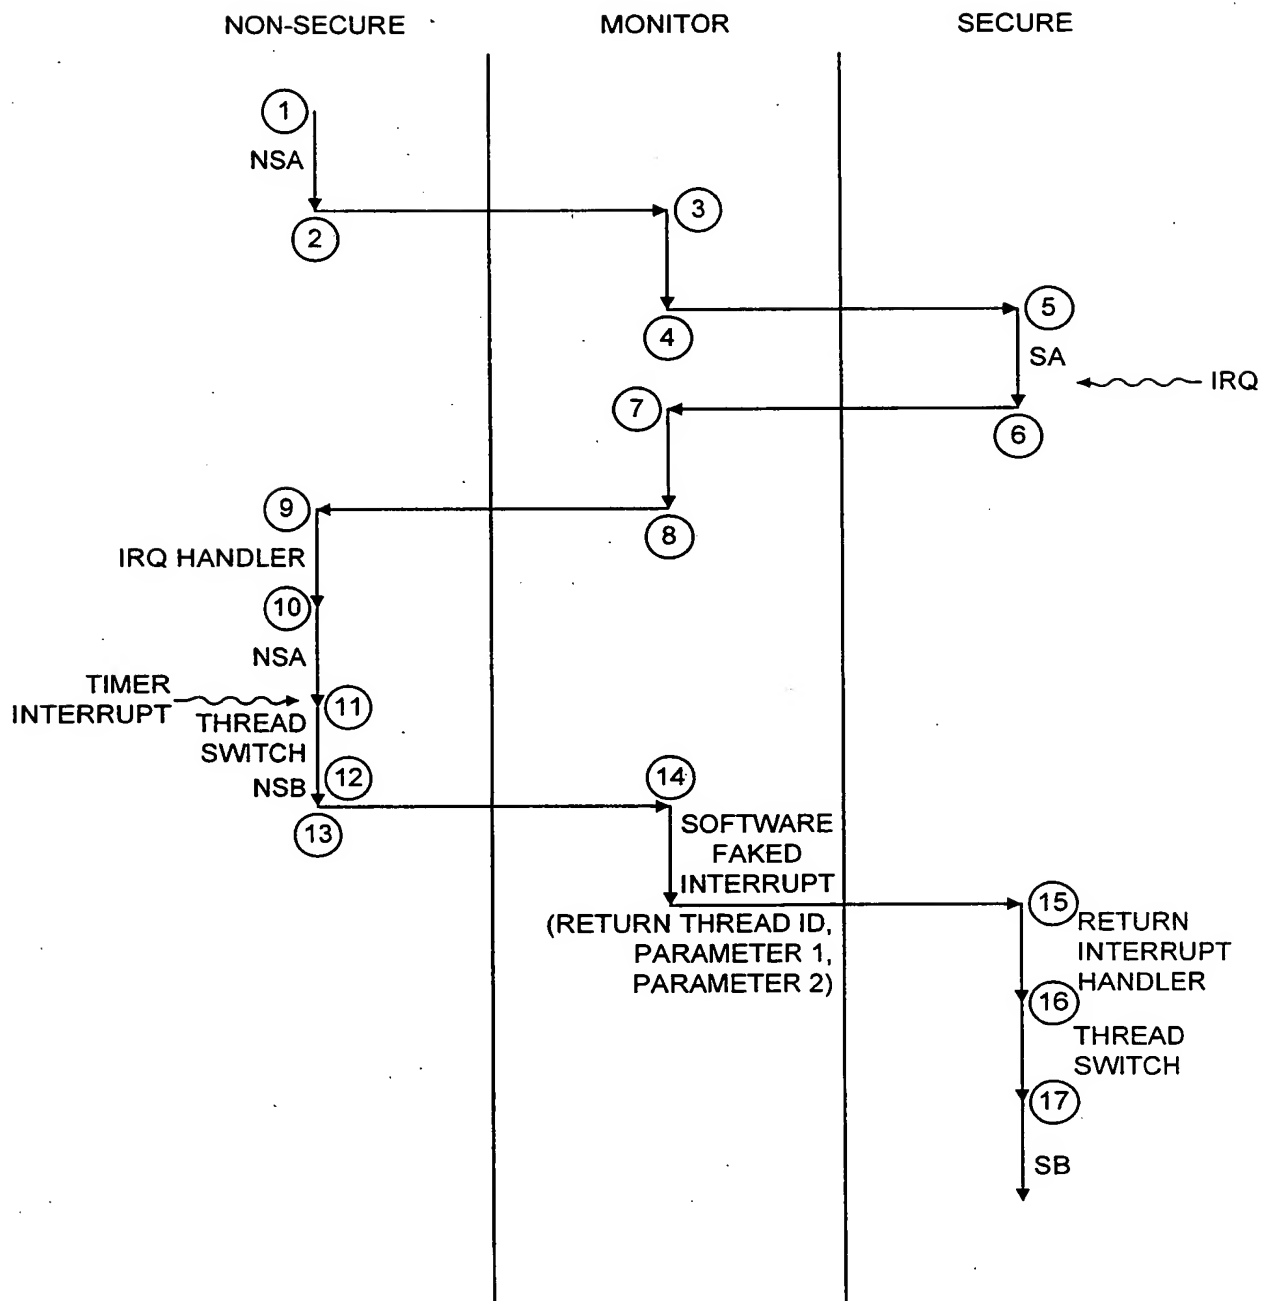 NON-SECURE
MONITOR
SECURE
1
NSA
2
3
4
5
SA
IRQ
6
7
8
9
IRQ HANDLER
10
NSA
TIMER
INTERRUPT
11
THREAD
SWITCH
NSB
12
13
14
SOFTWARE
FAKED
INTERRUPT
(RETURN THREAD ID,
PARAMETER 1,
PARAMETER 2)
15
RETURN
INTERRUPT
HANDLER
16
THREAD
SWITCH
17
SB